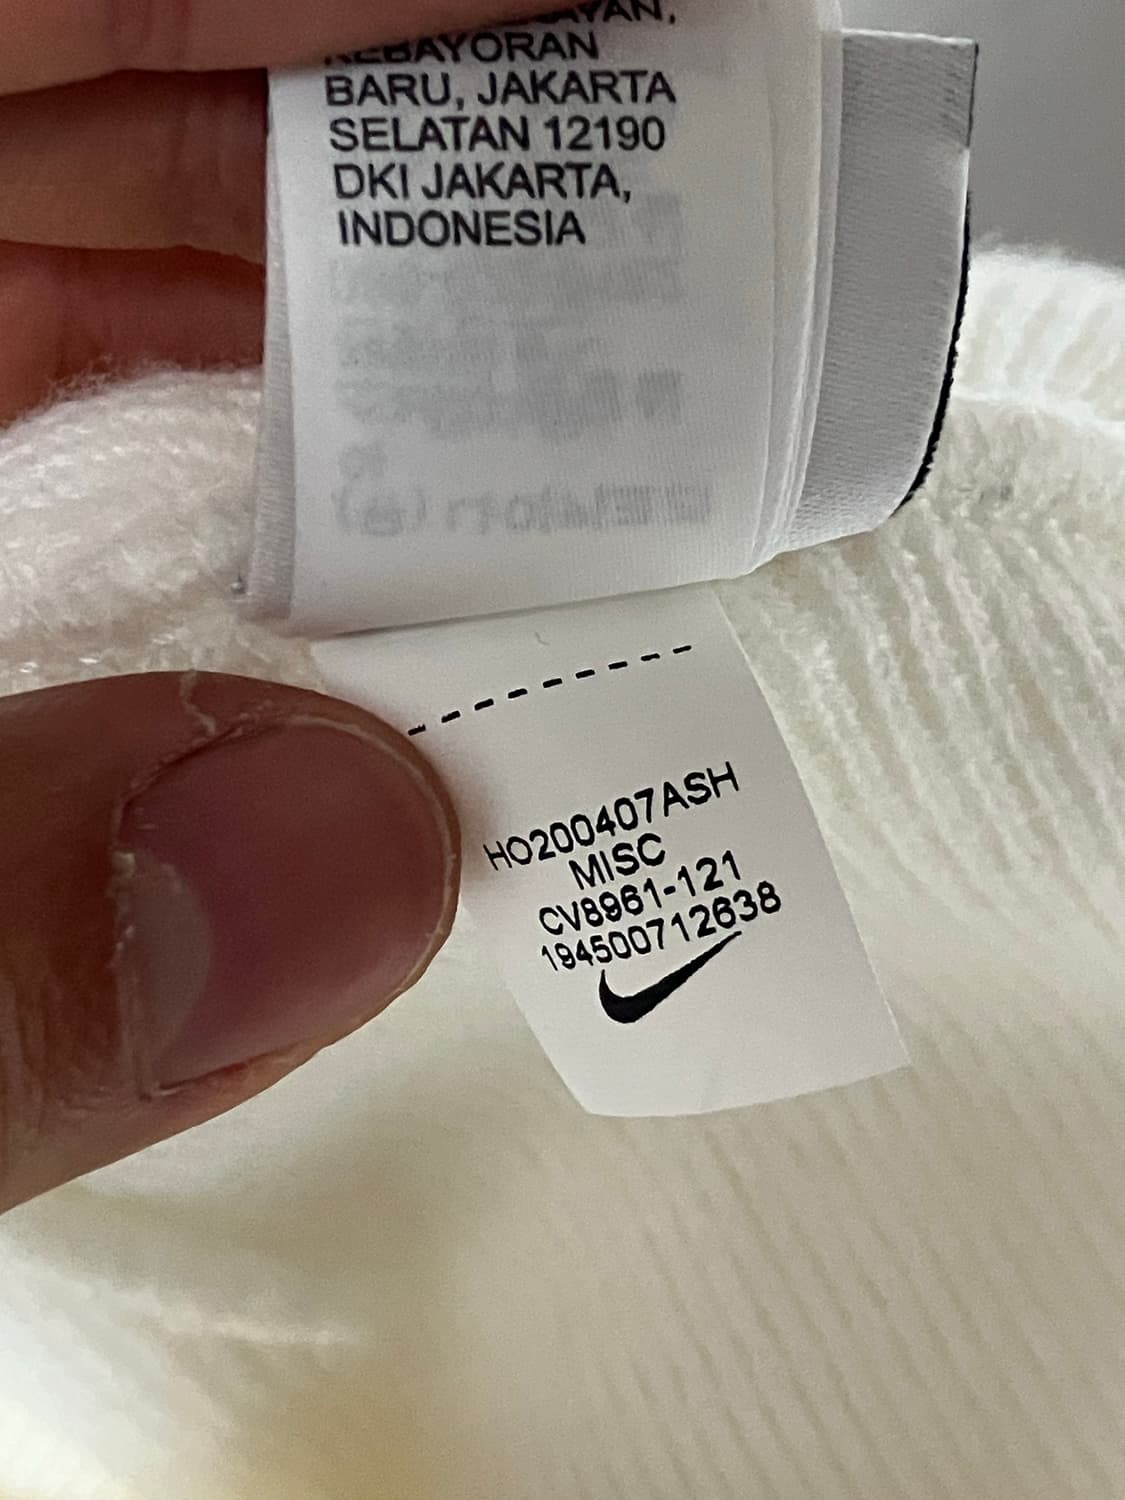 KEBAYORAN
BARU, JAKARTA
SELATAN 12190
DKI JAKARTA,
INDONESIA
HO200407ASH
MISC
CV8961-121
194500712638